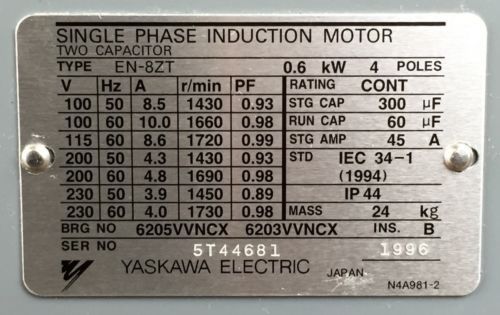 SINGLE PHASE INDUCTION MOTOR
TWO CAPACITOR
TYPE EN-8ZT 0.6 kW 4 POLES
V Hz A r/min PF RATING CONT
100 50 8.5 1430 0.93 STG CAP 300 µF
100 60 10.0 1660 0.98 RUN CAP 60 µF
115 60 8.6 1720 0.99 STG AMP 45 A
200 50 4.3 1430 0.93 STD IEC 34-1
200 60 4.8 1690 0.98 (1994)
230 50 3.9 1450 0.89 IP 44
230 60 4.0 1730 0.98 MASS 24 kg
BRG NO 6205VVNCX 6203VVNCX INS. B
SER NO 5T44681 1996
YASKAWA ELECTRIC JAPAN
N4A981-2